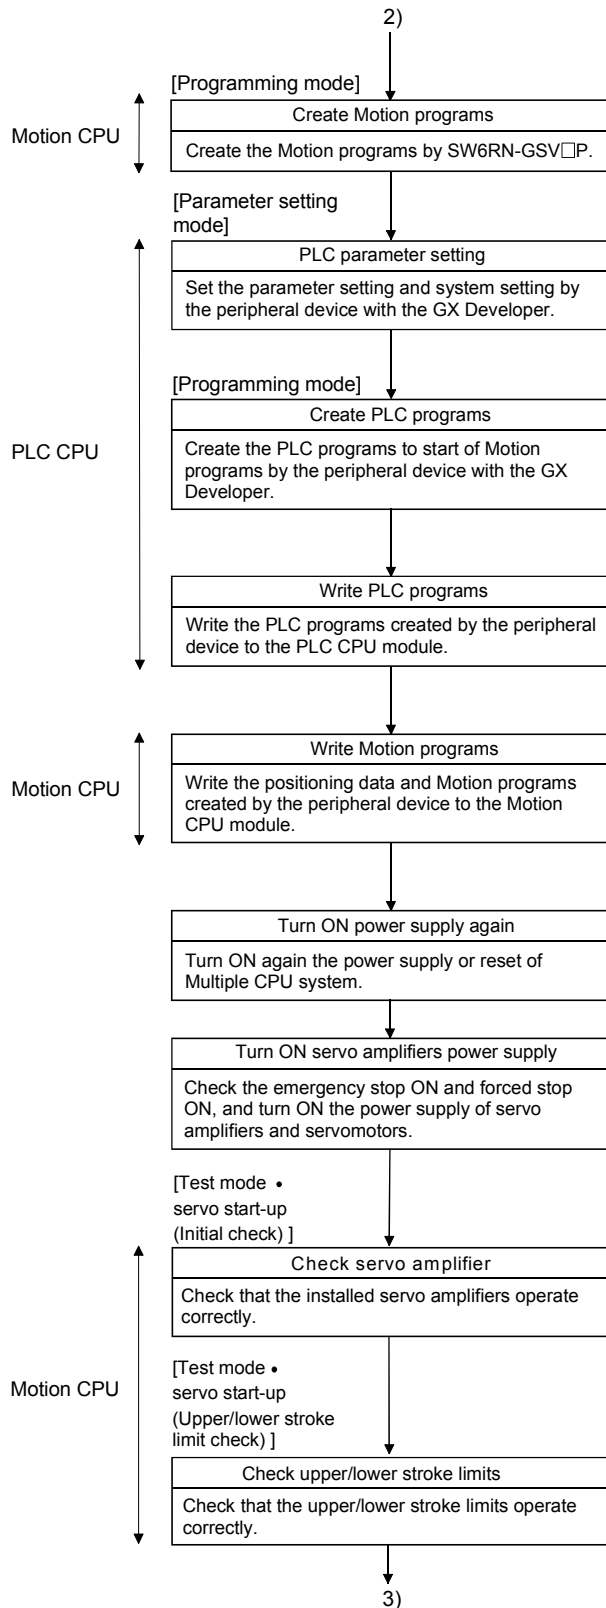 2)
[Programming mode]
Create Motion programs
Motion CPU
Create the Motion programs by SW6RN-GSV□P.
[Parameter setting
mode]
PLC parameter setting
Set the parameter setting and system setting by
the peripheral device with the GX Developer.
[Programming mode]
Create PLC programs
PLC CPU
Create the PLC programs to start of Motion
programs by the peripheral device with the GX
Developer.
Write PLC programs
Write the PLC programs created by the peripheral
device to the PLC CPU module.
Write Motion programs
Motion CPU
Write the positioning data and Motion programs
created by the peripheral device to the Motion
CPU module.
Turn ON power supply again
Turn ON again the power supply or reset of
Multiple CPU system.
Turn ON servo amplifiers power supply
Check the emergency stop ON and forced stop
ON, and turn ON the power supply of servo
amplifiers and servomotors.
[Test mode •
servo start-up
(Initial check) ]
Check servo amplifier
Check that the installed servo amplifiers operate
correctly.
Motion CPU
[Test mode •
servo start-up
(Upper/lower stroke
limit check) ]
Check upper/lower stroke limits
Check that the upper/lower stroke limits operate
correctly.
3)